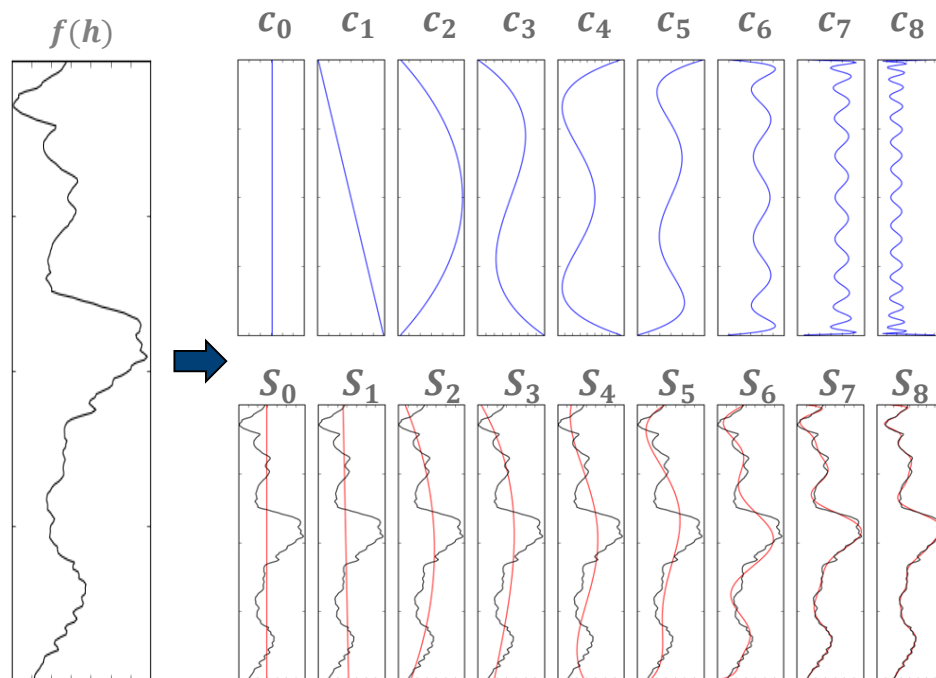 f(h)
c₀ c₁ c₂ c₃ c₄ c₅ c₆ c₇ c₈
S₀ S₁ S₂ S₃ S₄ S₅ S₆ S₇ S₈